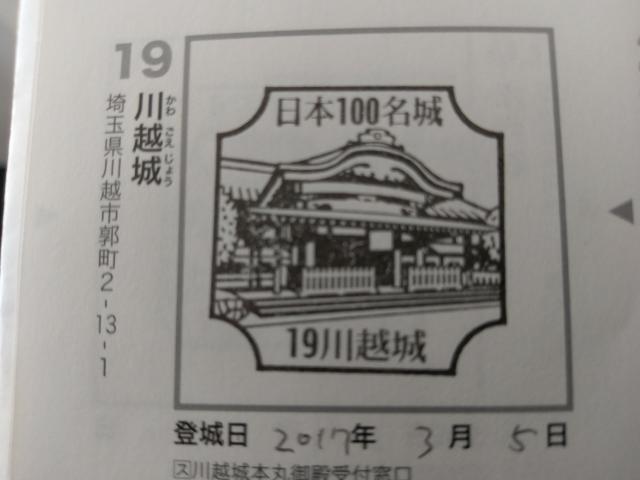 19
川越城
かわ ごえ じょう
埼玉県川越市郭町2-13-1
日本100名城
19川越城
登城日 2017年 3月 5日
ス川越城本丸御殿受付窓口